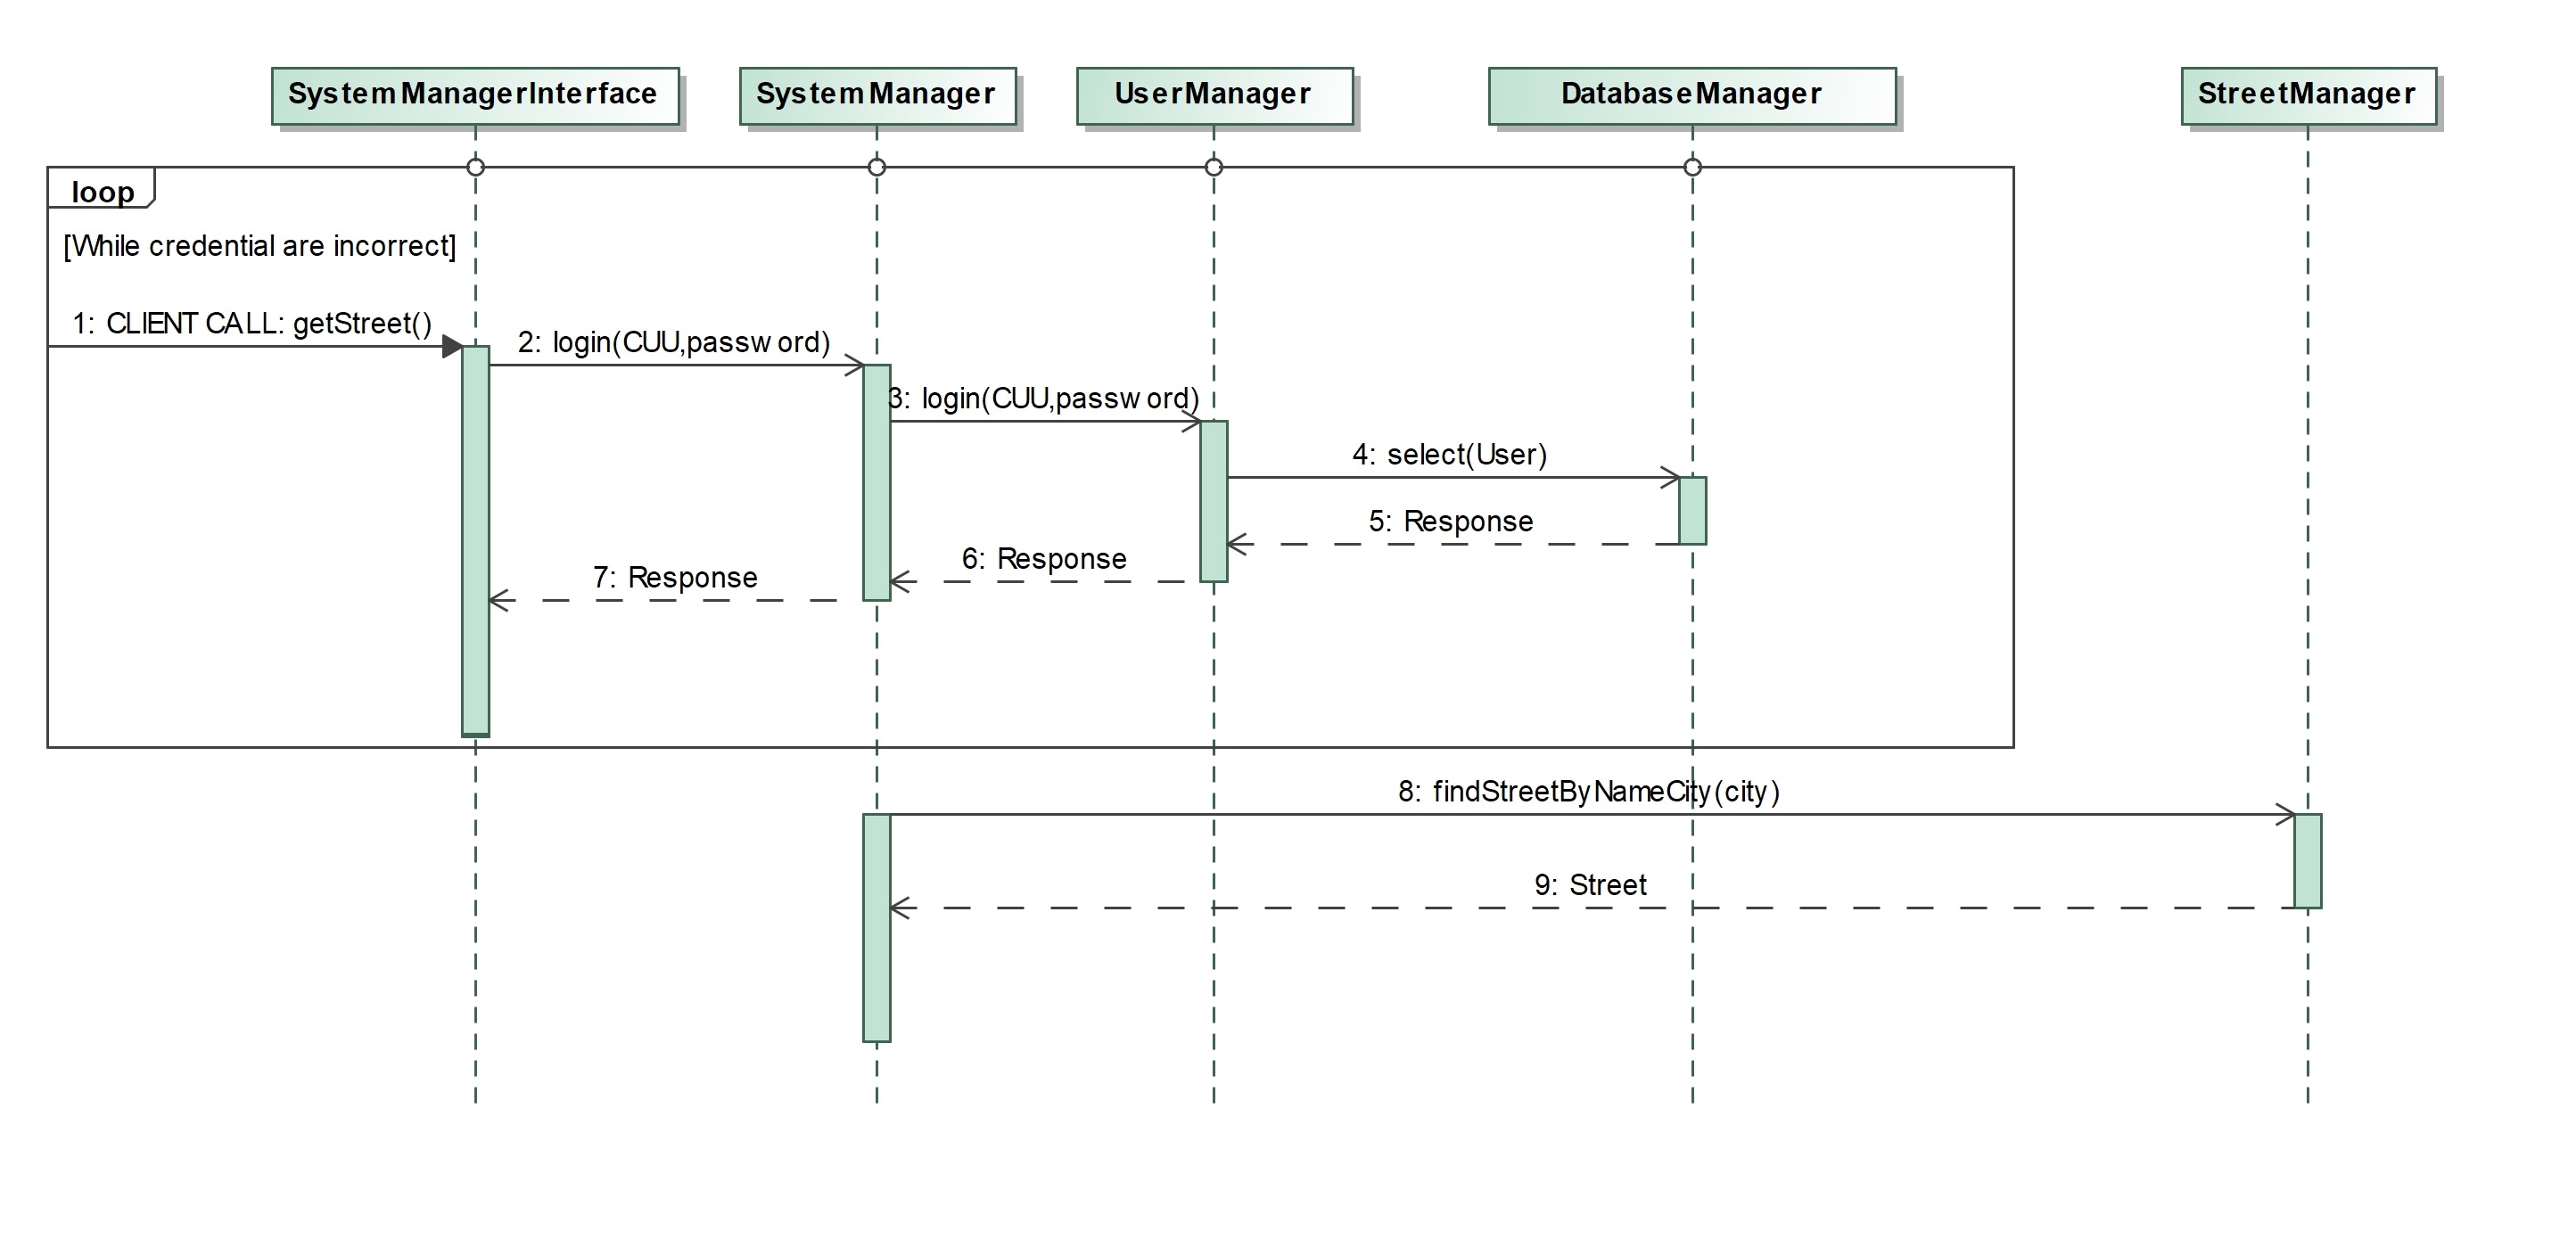 SystemManagerInterface
SystemManager
UserManager
DatabaseManager
StreetManager
loop
[While credential are incorrect]
1: CLIENT CALL: getStreet()
2: login(CUU,password)
3: login(CUU,password)
4: select(User)
5: Response
6: Response
7: Response
8: findStreetByNameCity(city)
9: Street